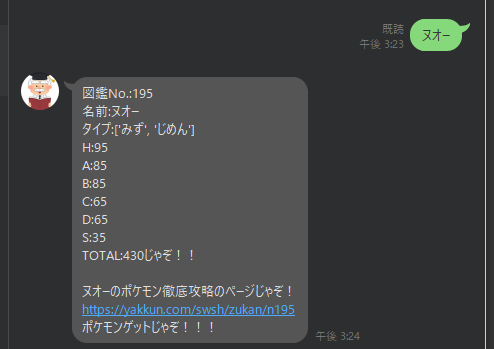 既読
午後 3:23
ヌオー
図鑑No.:195
名前:ヌオー
タイプ:['みず', 'じめん']
H:95
A:85
B:85
C:65
D:65
S:35
TOTAL:430じゃぞ！！
ヌオーのポケモン徹底攻略のページじゃぞ！
https://yakkun.com/swsh/zukan/n195
ポケモンゲットじゃぞ！！！
午後 3:24